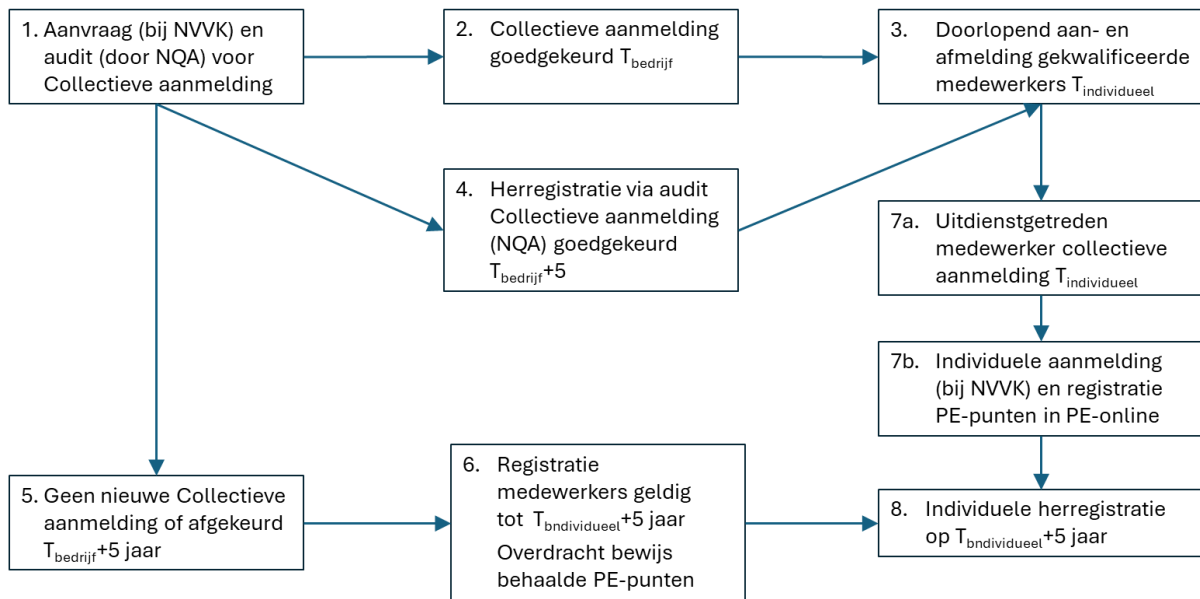 1. Aanvraag (bij NVVK) en
audit (door NQA) voor
Collectieve aanmelding
2. Collectieve aanmelding
goedgekeurd Tbedrijf
3. Doorlopend aan- en
afmelding gekwalificeerde
medewerkers Tindividueel
4. Herregistratie via audit
Collectieve aanmelding
(NQA) goedgekeurd
Tbedrijf+5
7a. Uitdienstgetreden
medewerker collectieve
aanmelding Tindividueel
7b. Individuele aanmelding
(bij NVVK) en registratie
PE-punten in PE-online
5. Geen nieuwe Collectieve
aanmelding of afgekeurd
Tbedrijf+5 jaar
6. Registratie
medewerkers geldig
tot Tbndividueel+5 jaar
Overdracht bewijs
behaalde PE-punten
8. Individuele herregistratie
op Tbndividueel+5 jaar